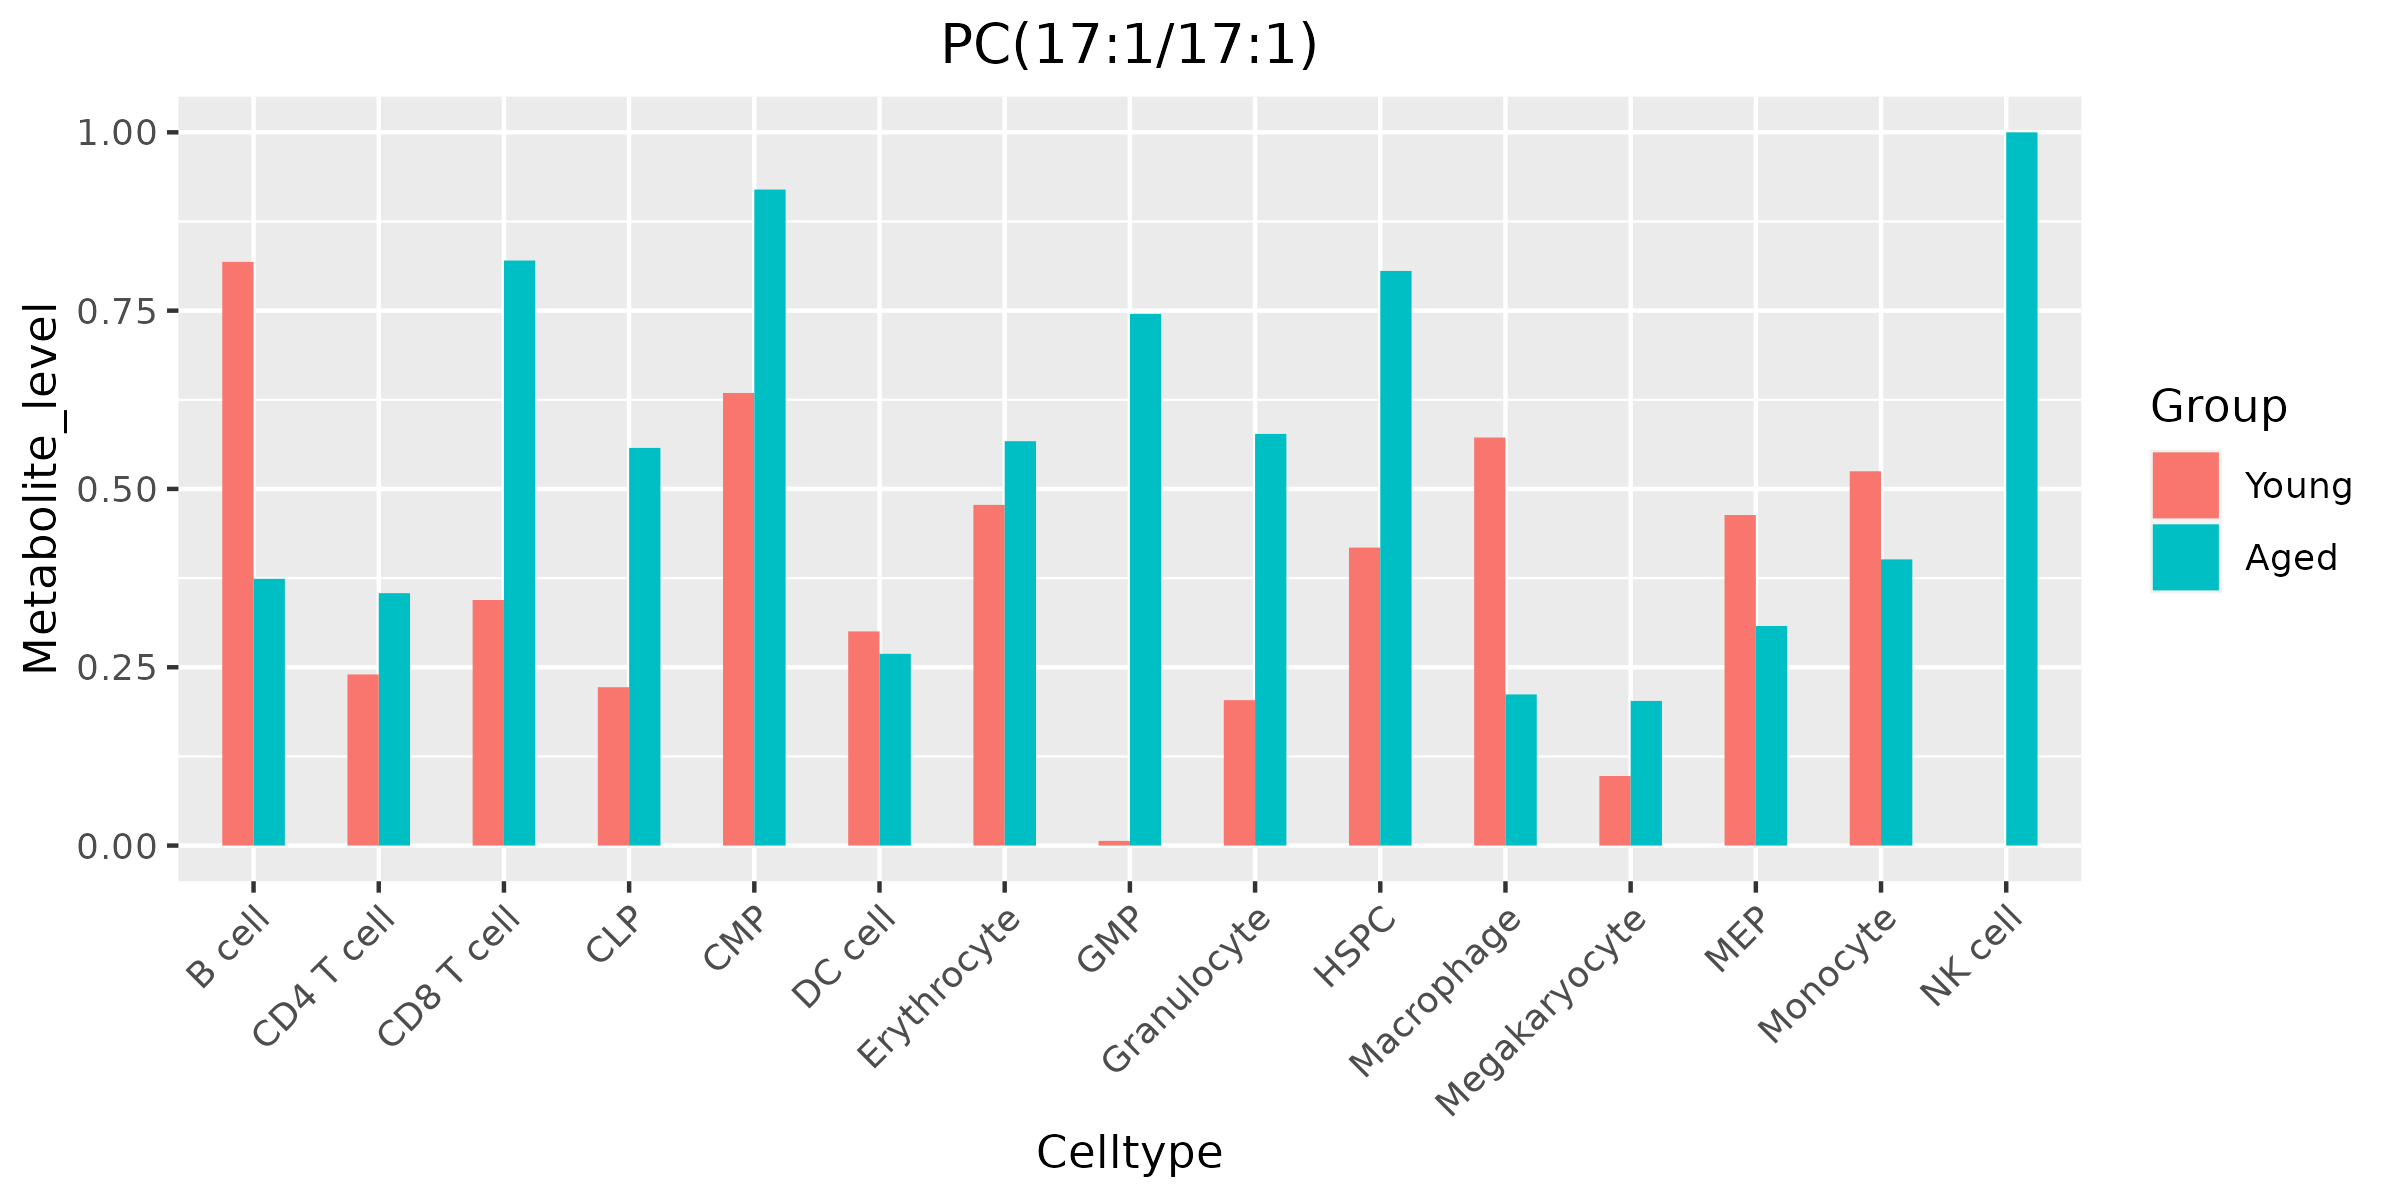 PC(17:1/17:1)
Metabolite_level
1.00
0.75
0.50
0.25
0.00
B cell
CD4 T cell
CD8 T cell
CLP
CMP
DC cell
Erythrocyte
GMP
Granulocyte
HSPC
Macrophage
Megakaryocyte
MEP
Monocyte
NK cell
Celltype
Group
Young
Aged